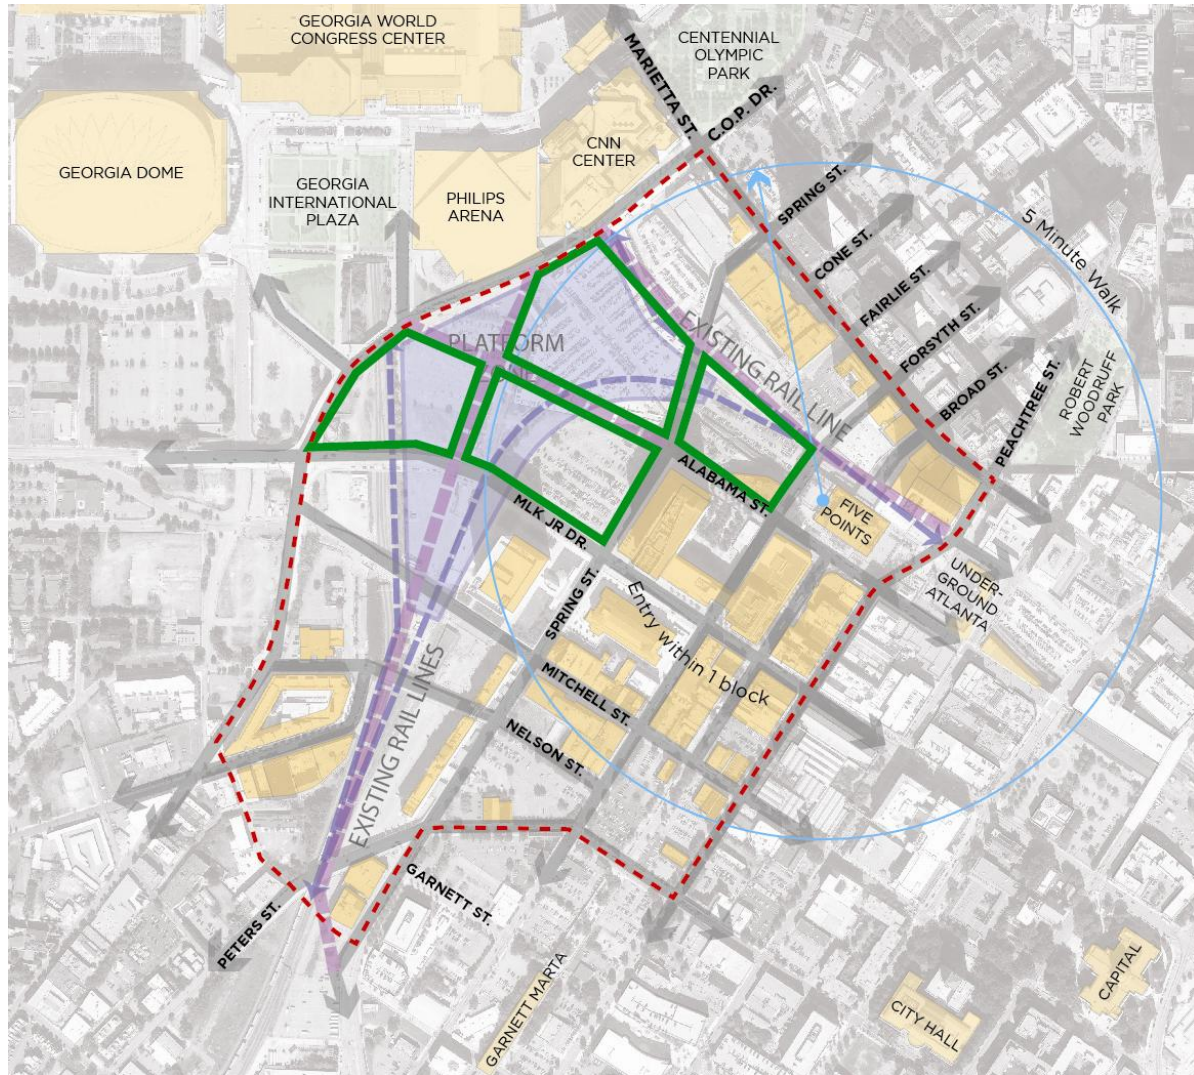 GEORGIA WORLD
CONGRESS CENTER
CENTENNIAL
OLYMPIC
PARK
MARIETTA ST.
C.O.P. DR.
GEORGIA DOME
GEORGIA
INTERNATIONAL
PLAZA
PHILIPS
ARENA
CNN
CENTER
SPRING ST.
CONE ST.
FAIRLIE ST.
FORSYTH ST.
BROAD ST.
PEACHTREE ST.
5 Minute Walk
ROBERT
WOODRUFF
PARK
PLATFORM
EXISTING RAIL LINE
ALABAMA ST.
MLK JR DR.
FIVE
POINTS
UNDER-
GROUND
ATLANTA
SPRING ST.
Entry within 1 block
MITCHELL ST.
NELSON ST.
EXISTING RAIL LINES
GARNETT ST.
PETERS ST.
GARNETT MARTA
CITY HALL
CAPITAL